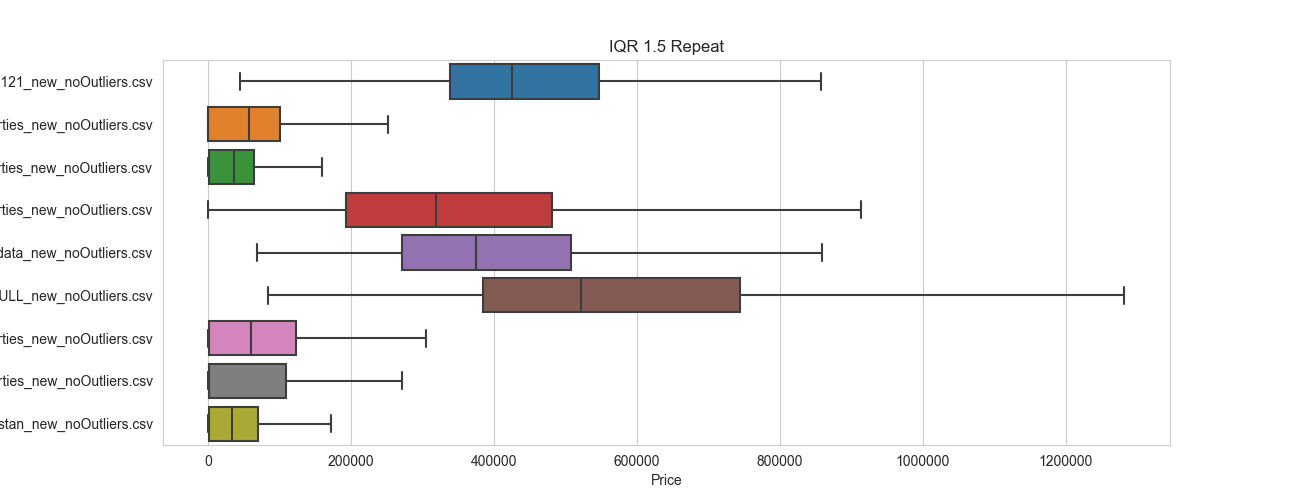 IQR 1.5 Repeat
121_new_noOutliers.csv
rties_new_noOutliers.csv
rties_new_noOutliers.csv
rties_new_noOutliers.csv
data_new_noOutliers.csv
ULL_new_noOutliers.csv
rties_new_noOutliers.csv
rties_new_noOutliers.csv
stan_new_noOutliers.csv
0 200000 400000 600000 800000 1000000 1200000
Price